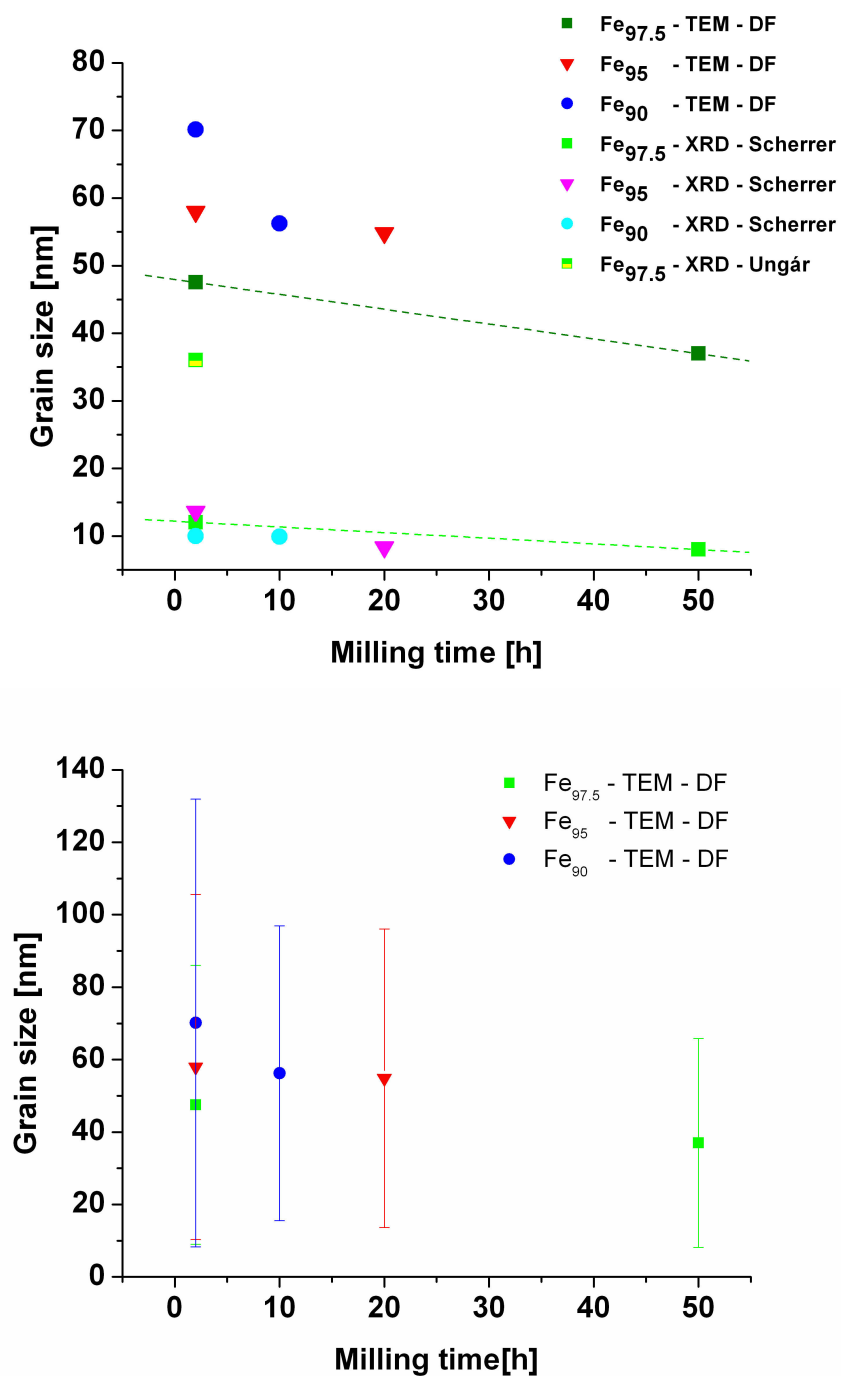 Fe97.5 - TEM - DF
Fe95 - TEM - DF
Fe90 - TEM - DF
Fe97.5 - XRD - Scherrer
Fe95 - XRD - Scherrer
Fe90 - XRD - Scherrer
Fe97.5 - XRD - Ungár
80
70
60
50
40
30
20
10
Grain size [nm]
0 10 20 30 40 50
Milling time [h]
Fe97.5 - TEM - DF
Fe95 - TEM - DF
Fe90 - TEM - DF
140
120
100
80
60
40
20
0
Grain size [nm]
0 10 20 30 40 50
Milling time[h]